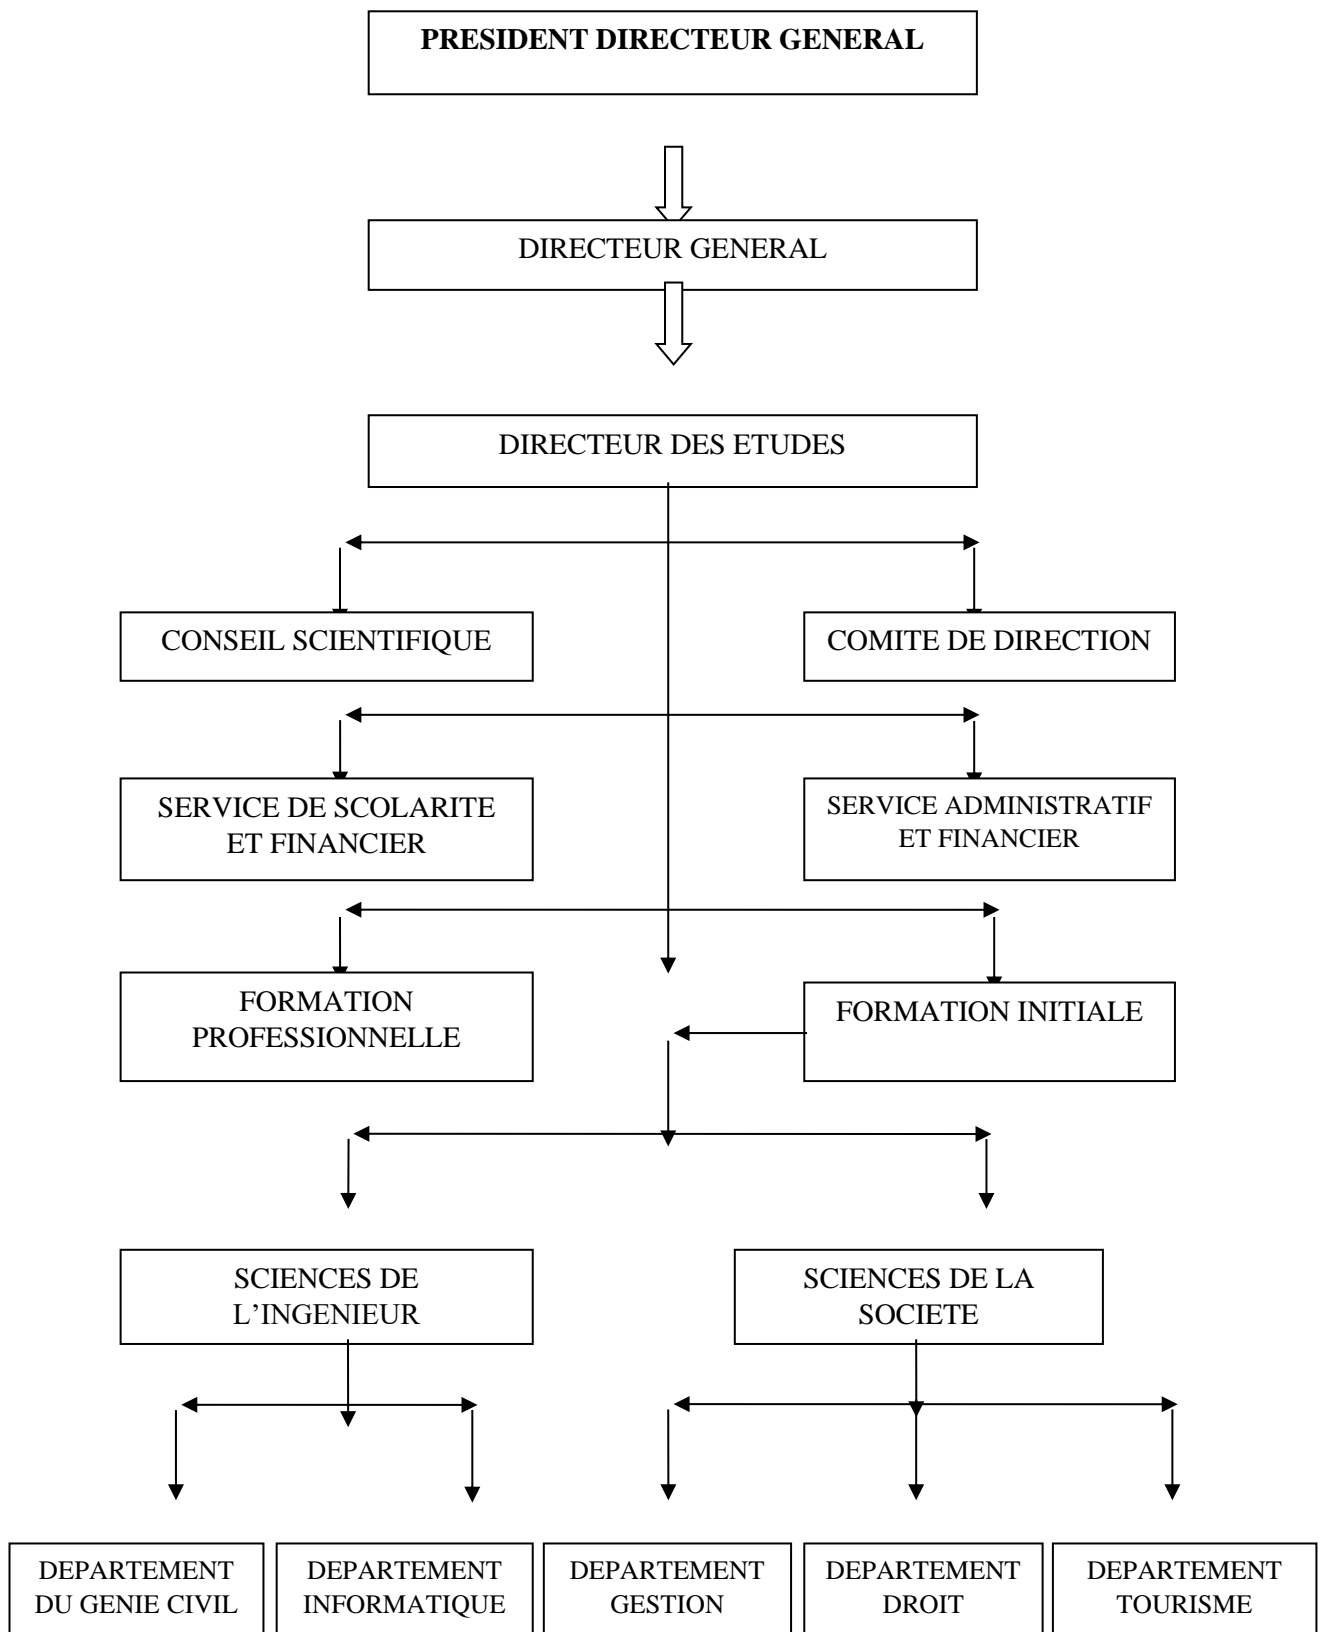 PRESIDENT DIRECTEUR GENERAL
DIRECTEUR GENERAL
DIRECTEUR DES ETUDES
CONSEIL SCIENTIFIQUE
COMITE DE DIRECTION
SERVICE DE SCOLARITE
ET FINANCIER
SERVICE ADMINISTRATIF
ET FINANCIER
FORMATION
PROFESSIONNELLE
FORMATION INITIALE
SCIENCES DE
L’INGENIEUR
SCIENCES DE LA
SOCIETE
DEPARTEMENT
DU GENIE CIVIL
DEPARTEMENT
INFORMATIQUE
DEPARTEMENT
GESTION
DEPARTEMENT
DROIT
DEPARTEMENT
TOURISME